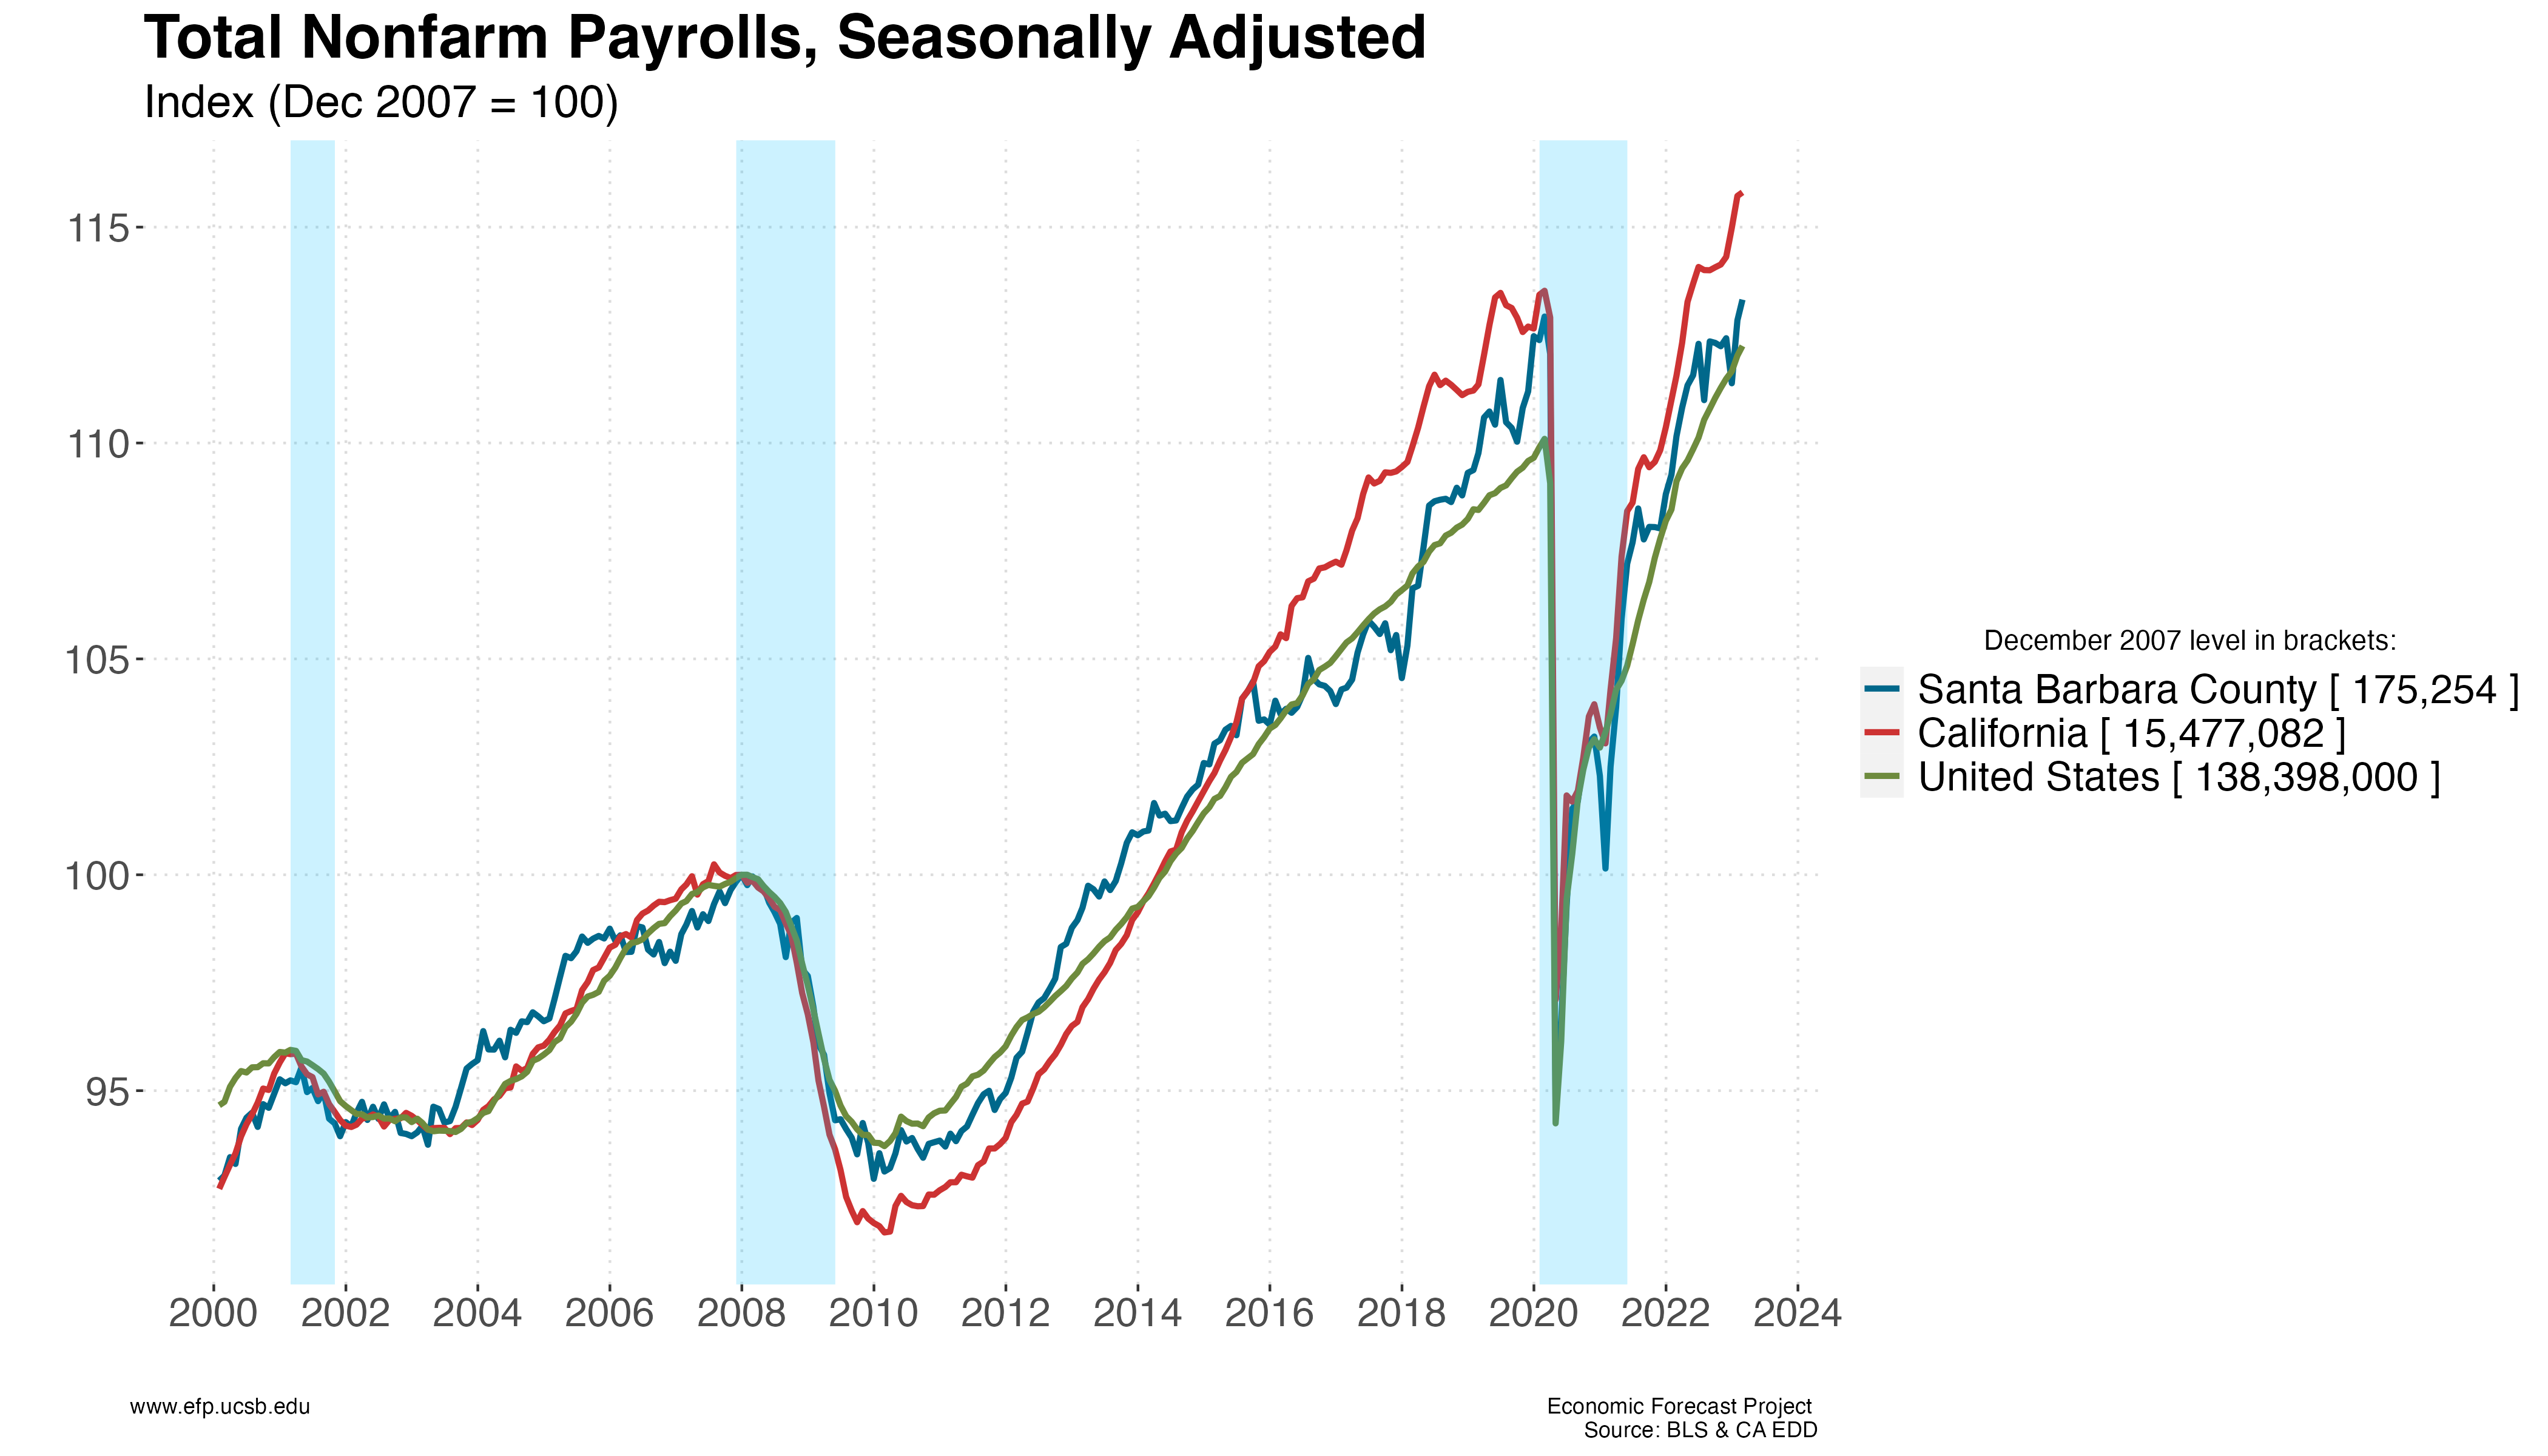 Total Nonfarm Payrolls, Seasonally Adjusted
Index (Dec 2007 = 100)
115
110
105
100
95
2000 2002 2004 2006 2008 2010 2012 2014 2016 2018 2020 2022 2024
December 2007 level in brackets:
Santa Barbara County [ 175,254 ]
California [ 15,477,082 ]
United States [ 138,398,000 ]
www.efp.ucsb.edu
Economic Forecast Project
Source: BLS & CA EDD